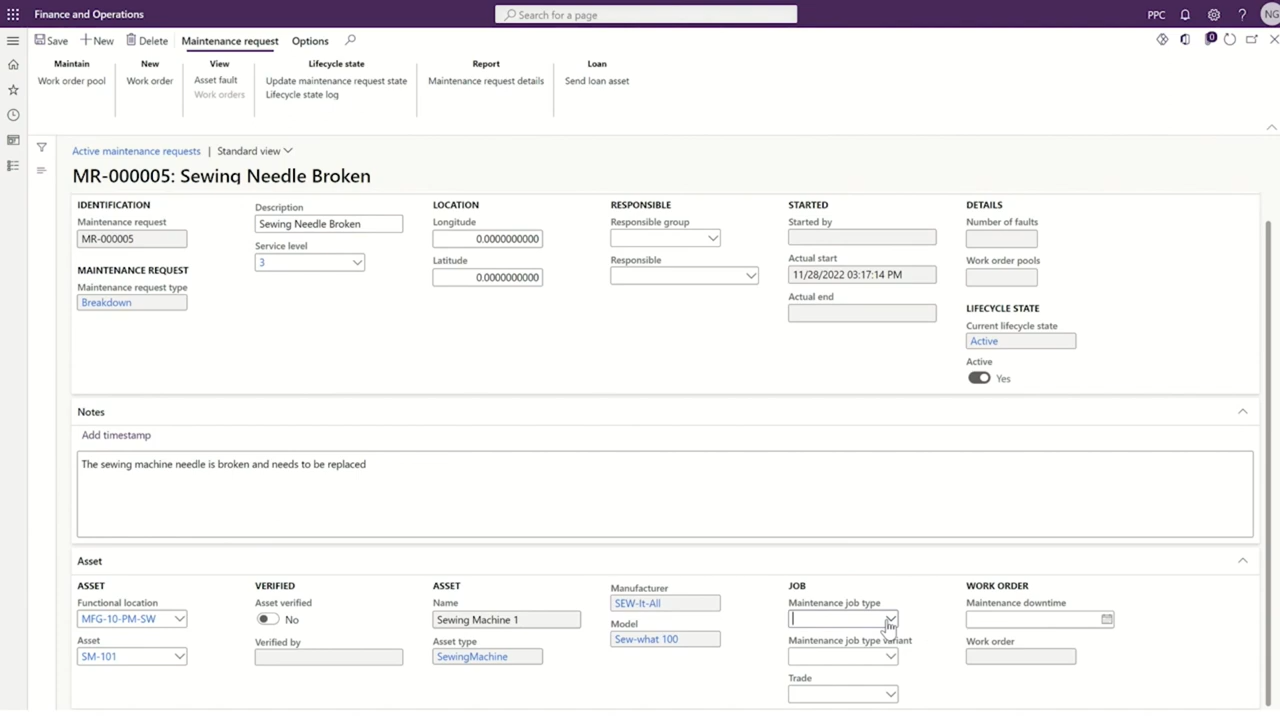 Finance and Operations
Search for a page
PPC
NG
Save
New
Delete
Maintenance request
Options
0
Maintain
New
View
Lifecycle state
Report
Loan
Work order pool
Work order
Asset fault
Update maintenance request state
Maintenance request details
Send loan asset
Work orders
Lifecycle state log
Active maintenance requests | Standard view
MR-000005: Sewing Needle Broken
IDENTIFICATION
Maintenance request
MR-000005
MAINTENANCE REQUEST
Maintenance request type
Breakdown
Description
Sewing Needle Broken
Service level
3
LOCATION
Longitude
0.0000000000
Latitude
0.0000000000
RESPONSIBLE
Responsible group
Responsible
STARTED
Started by
Actual start
11/28/2022 03:17:14 PM
Actual end
DETAILS
Number of faults
Work order pools
LIFECYCLE STATE
Current lifecycle state
Active
Active
Yes
Notes
Add timestamp
The sewing machine needle is broken and needs to be replaced
Asset
ASSET
Functional location
MFG-10-PM-SW
Asset
SM-101
VERIFIED
Asset verified
No
Verified by
ASSET
Name
Sewing Machine 1
Asset type
SewingMachine
Manufacturer
SEW-It-All
Model
Sew-what 100
JOB
Maintenance job type
Maintenance job type variant
Trade
WORK ORDER
Maintenance downtime
Work order